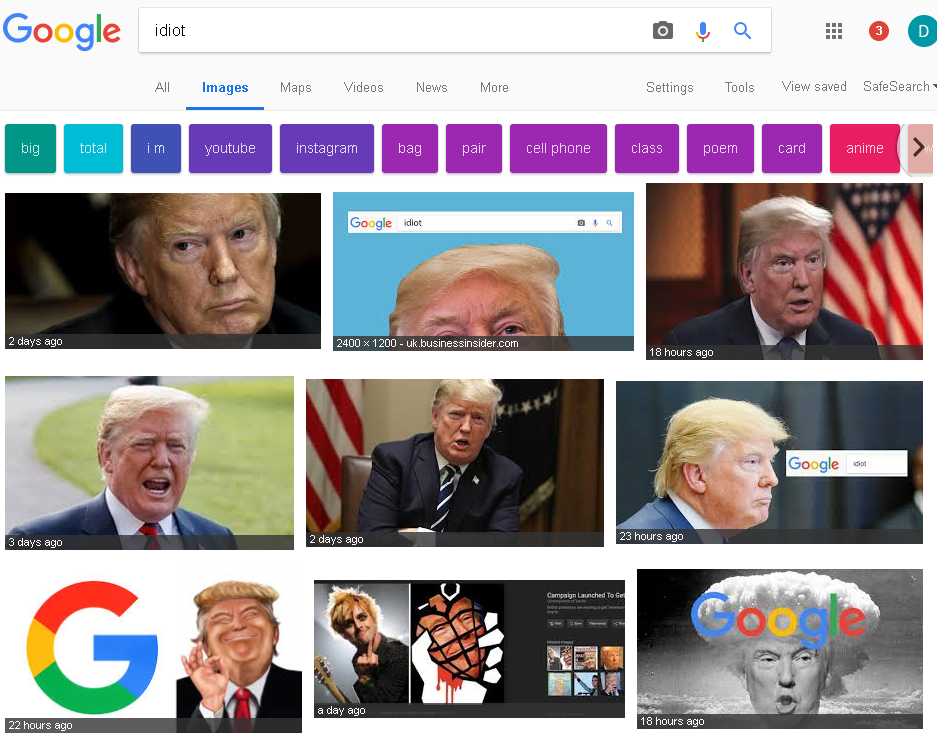 Google
idiot
3
D
All
Images
Maps
Videos
News
More
Settings
Tools
View saved
SafeSearch
big
total
i m
youtube
instagram
bag
pair
cell phone
class
poem
card
anime
2 days ago
Google idiot
2400 × 1200 - uk.businessinsider.com
18 hours ago
3 days ago
2 days ago
Google idiot
23 hours ago
G
22 hours ago
Campaign Launched To Get
a day ago
Google
18 hours ago